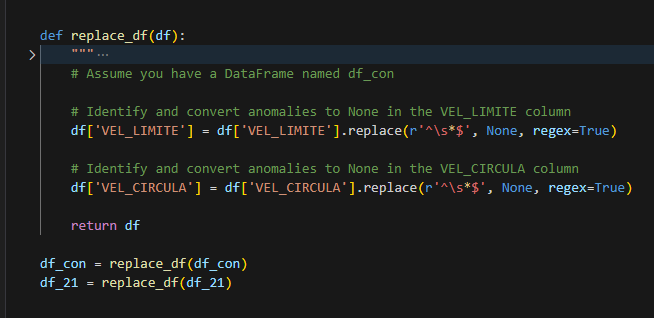 def replace_df(df):
""" ...
# Assume you have a DataFrame named df_con
# Identify and convert anomalies to None in the VEL_LIMITE column
df['VEL_LIMITE'] = df['VEL_LIMITE'].replace(r'^\s*$', None, regex=True)
# Identify and convert anomalies to None in the VEL_CIRCULA column
df['VEL_CIRCULA'] = df['VEL_CIRCULA'].replace(r'^\s*$', None, regex=True)
return df
df_con = replace_df(df_con)
df_21 = replace_df(df_21)